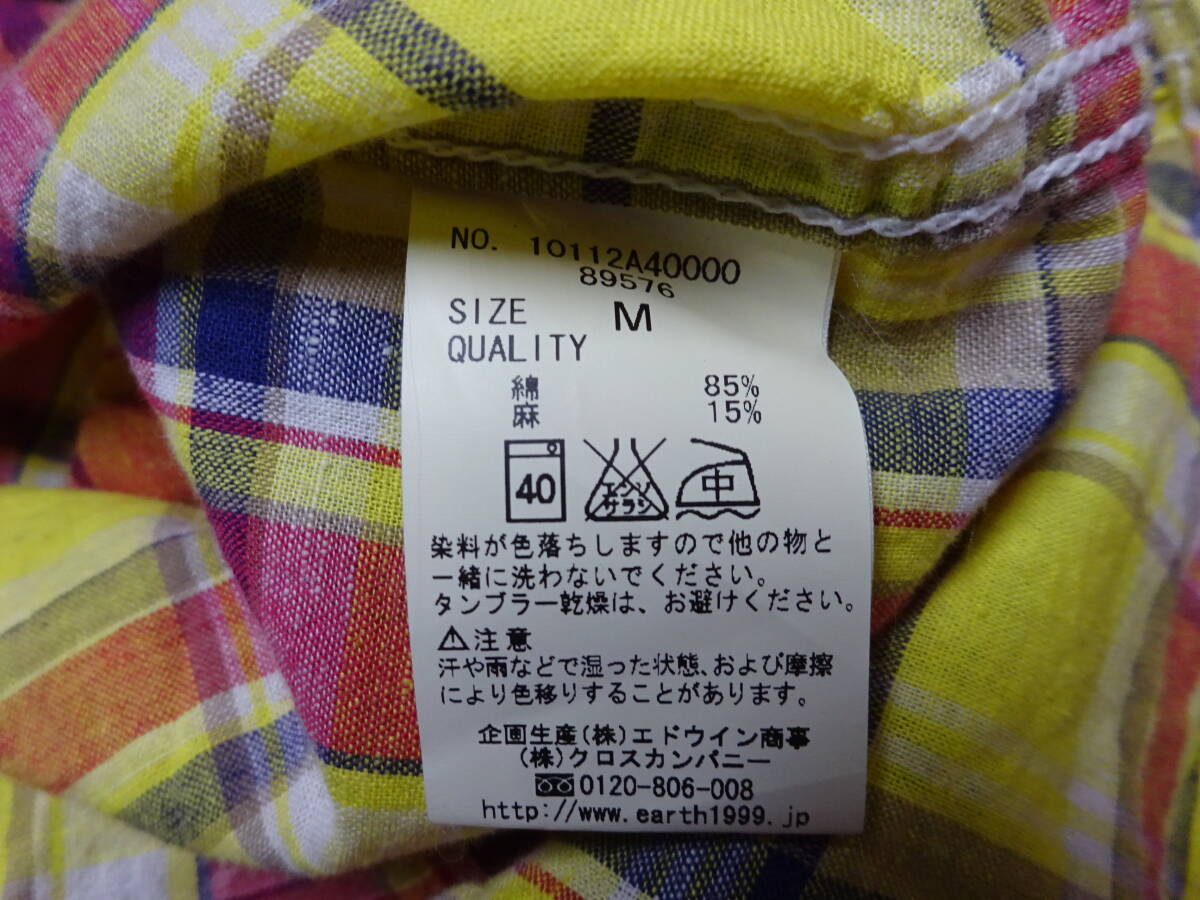 NO. 10112A40000
89576
SIZE M
QUALITY
綿 85%
麻 15%
40 エンソサラシ 中
染料が色落ちしますので他の物と
一緒に洗わないでください。
タンブラー乾燥は、お避けください。
⚠注意
汗や雨などで湿った状態、および摩擦
により色移りすることがあります。
企画生産(株)エドウイン商事
(株)クロスカンパニー
0120-806-008
http://www.earth1999.jp